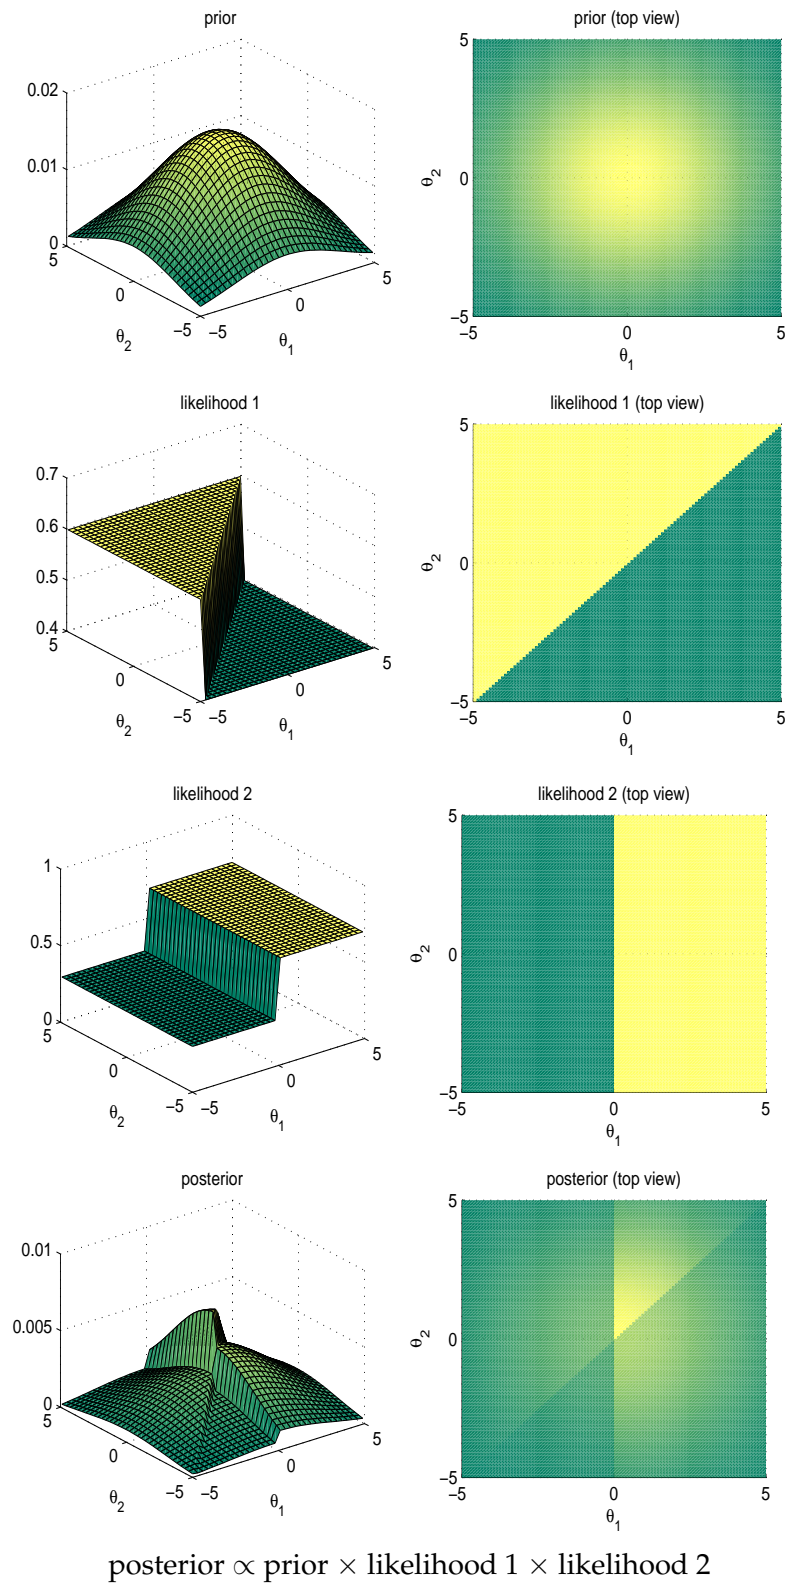 prior
prior (top view)
0.02
0.01
0
5
0
−5
θ2
−5
0
5
θ1
5
0
−5
θ2
−5
0
5
θ1
likelihood 1
likelihood 1 (top view)
0.7
0.6
0.5
0.4
5
0
−5
θ2
−5
0
5
θ1
5
0
−5
θ2
−5
0
5
θ1
likelihood 2
likelihood 2 (top view)
1
0.5
0
5
0
−5
θ2
−5
0
5
θ1
5
0
−5
θ2
−5
0
5
θ1
posterior
posterior (top view)
0.01
0.005
0
5
0
−5
θ2
−5
0
5
θ1
5
0
−5
θ2
−5
0
5
θ1
posterior ∝ prior × likelihood 1 × likelihood 2